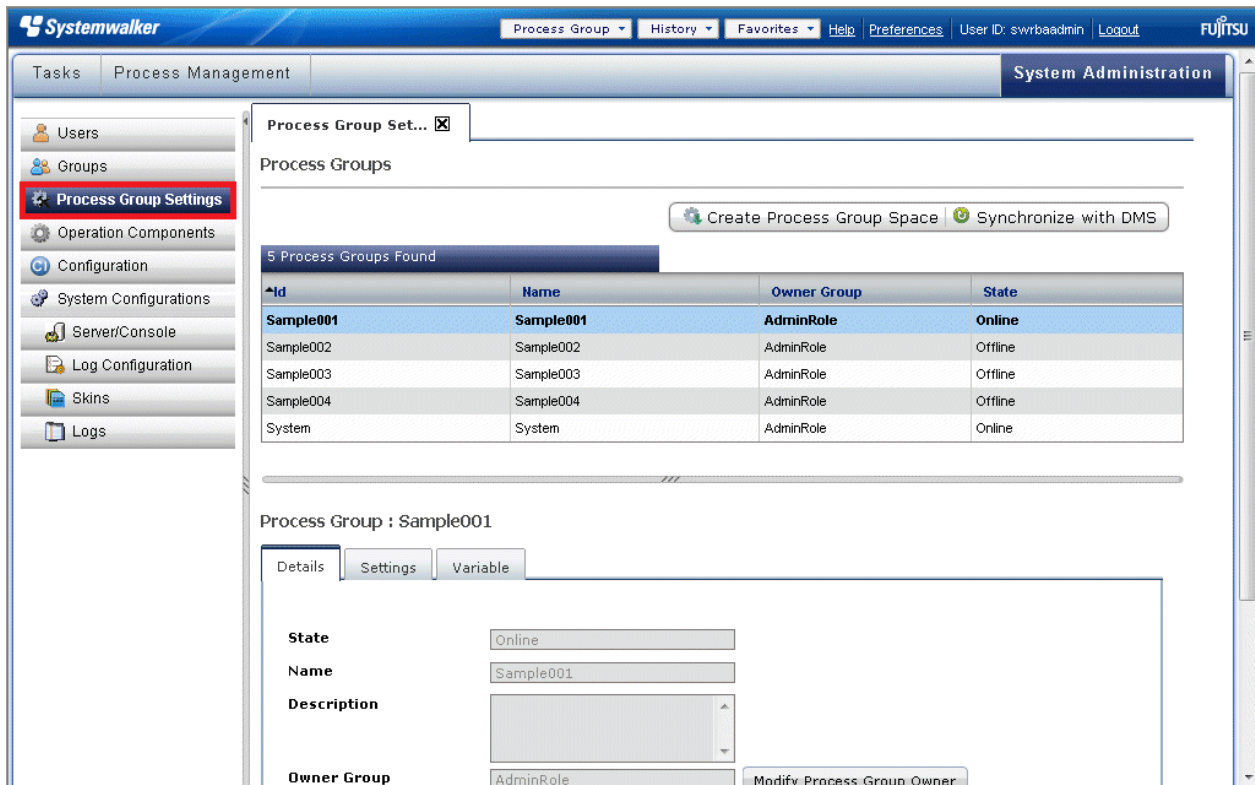 Systemwalker Process Group History Favorites Help Preferences User ID: swrbaadmin Logout FUJITSU
Tasks Process Management System Administration
Users
Groups
Process Group Settings
Operation Components
CI Configuration
System Configurations
Server/Console
Log Configuration
Skins
Logs
Process Group Set...
Process Groups
Create Process Group Space Synchronize with DMS
5 Process Groups Found
Id Name Owner Group State
Sample001 Sample001 AdminRole Online
Sample002 Sample002 AdminRole Offline
Sample003 Sample003 AdminRole Offline
Sample004 Sample004 AdminRole Offline
System System AdminRole Online
Process Group : Sample001
Details Settings Variable
State Online
Name Sample001
Description
Owner Group AdminRole Modify Process Group Owner